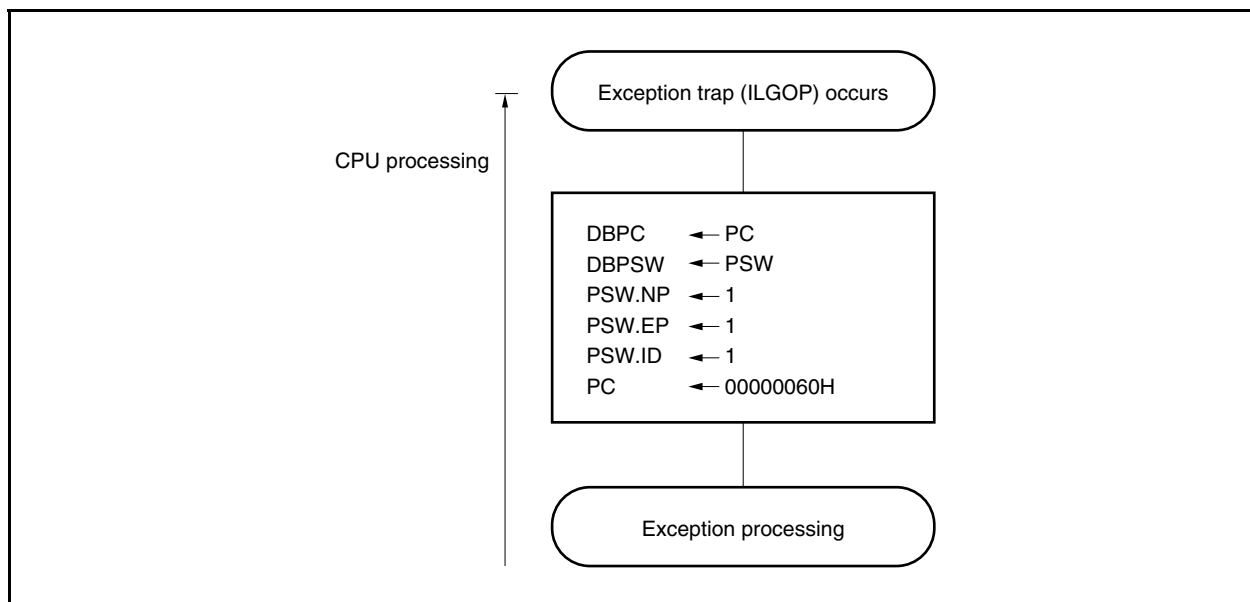 Exception trap (ILGOP) occurs
CPU processing
DBPC ← PC
DBPSW ← PSW
PSW.NP ← 1
PSW.EP ← 1
PSW.ID ← 1
PC ← 00000060H
Exception processing